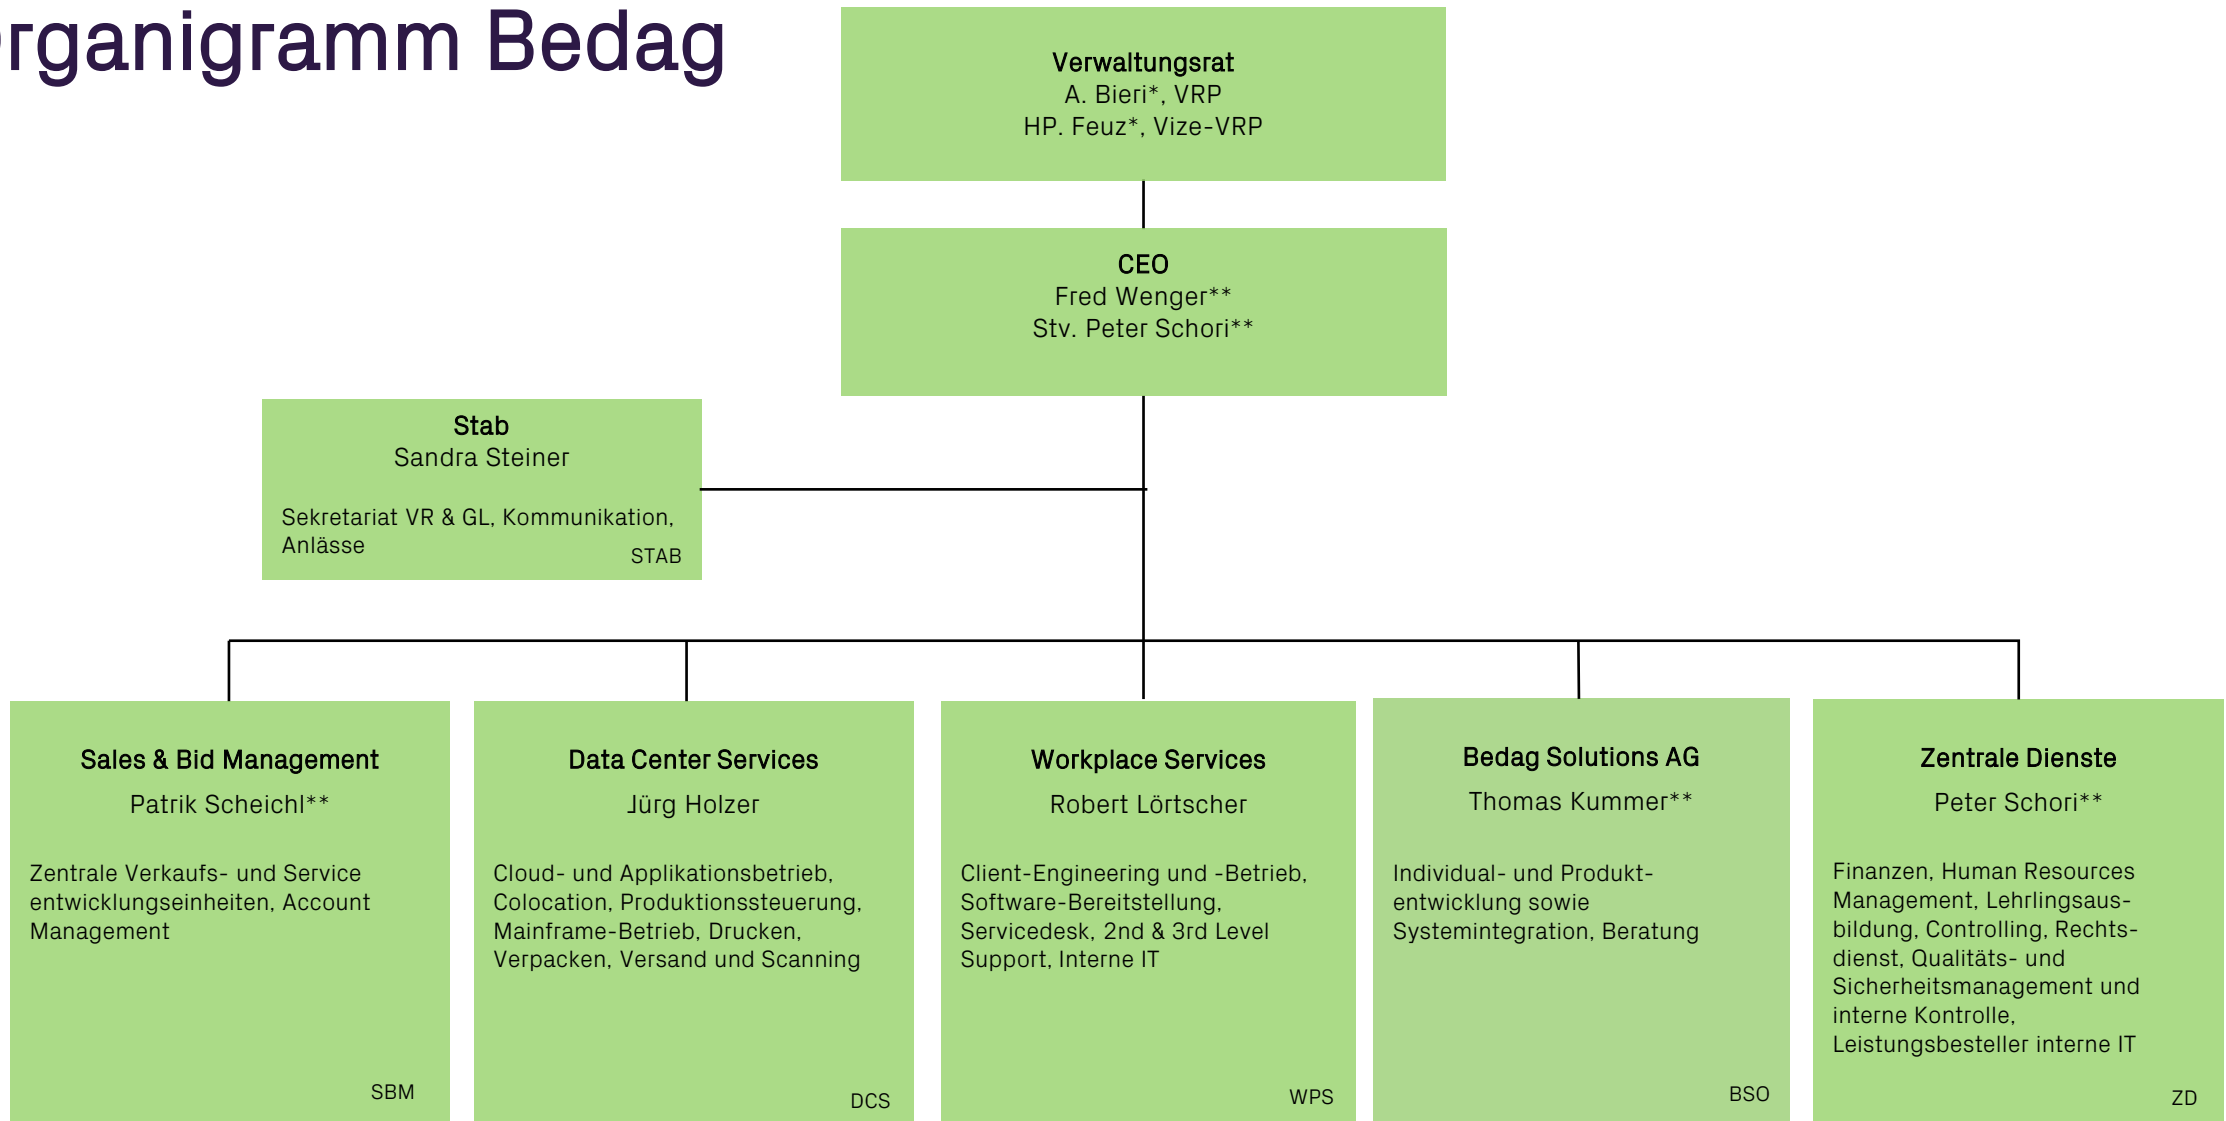 rganigramm Bedag
Verwaltungsrat
A. Bieri*, VRP
HP. Feuz*, Vize-VRP
CEO
Fred Wenger**
Stv. Peter Schori**
Stab
Sandra Steiner
Sekretariat VR & GL, Kommunikation,
Anlässe
STAB
Sales & Bid Management
Patrik Scheichl**
Zentrale Verkaufs- und Service
entwicklungseinheiten, Account
Management
SBM
Data Center Services
Jürg Holzer
Cloud- und Applikationsbetrieb,
Colocation, Produktionssteuerung,
Mainframe-Betrieb, Drucken,
Verpacken, Versand und Scanning
DCS
Workplace Services
Robert Lörtscher
Client-Engineering und -Betrieb,
Software-Bereitstellung,
Servicedesk, 2nd & 3rd Level
Support, Interne IT
WPS
Bedag Solutions AG
Thomas Kummer**
Individual- und Produkt-
entwicklung sowie
Systemintegration, Beratung
BSO
Zentrale Dienste
Peter Schori**
Finanzen, Human Resources
Management, Lehrlingsaus-
bildung, Controlling, Rechts-
dienst, Qualitäts- und
Sicherheitsmanagement und
interne Kontrolle,
Leistungsbesteller interne IT
ZD